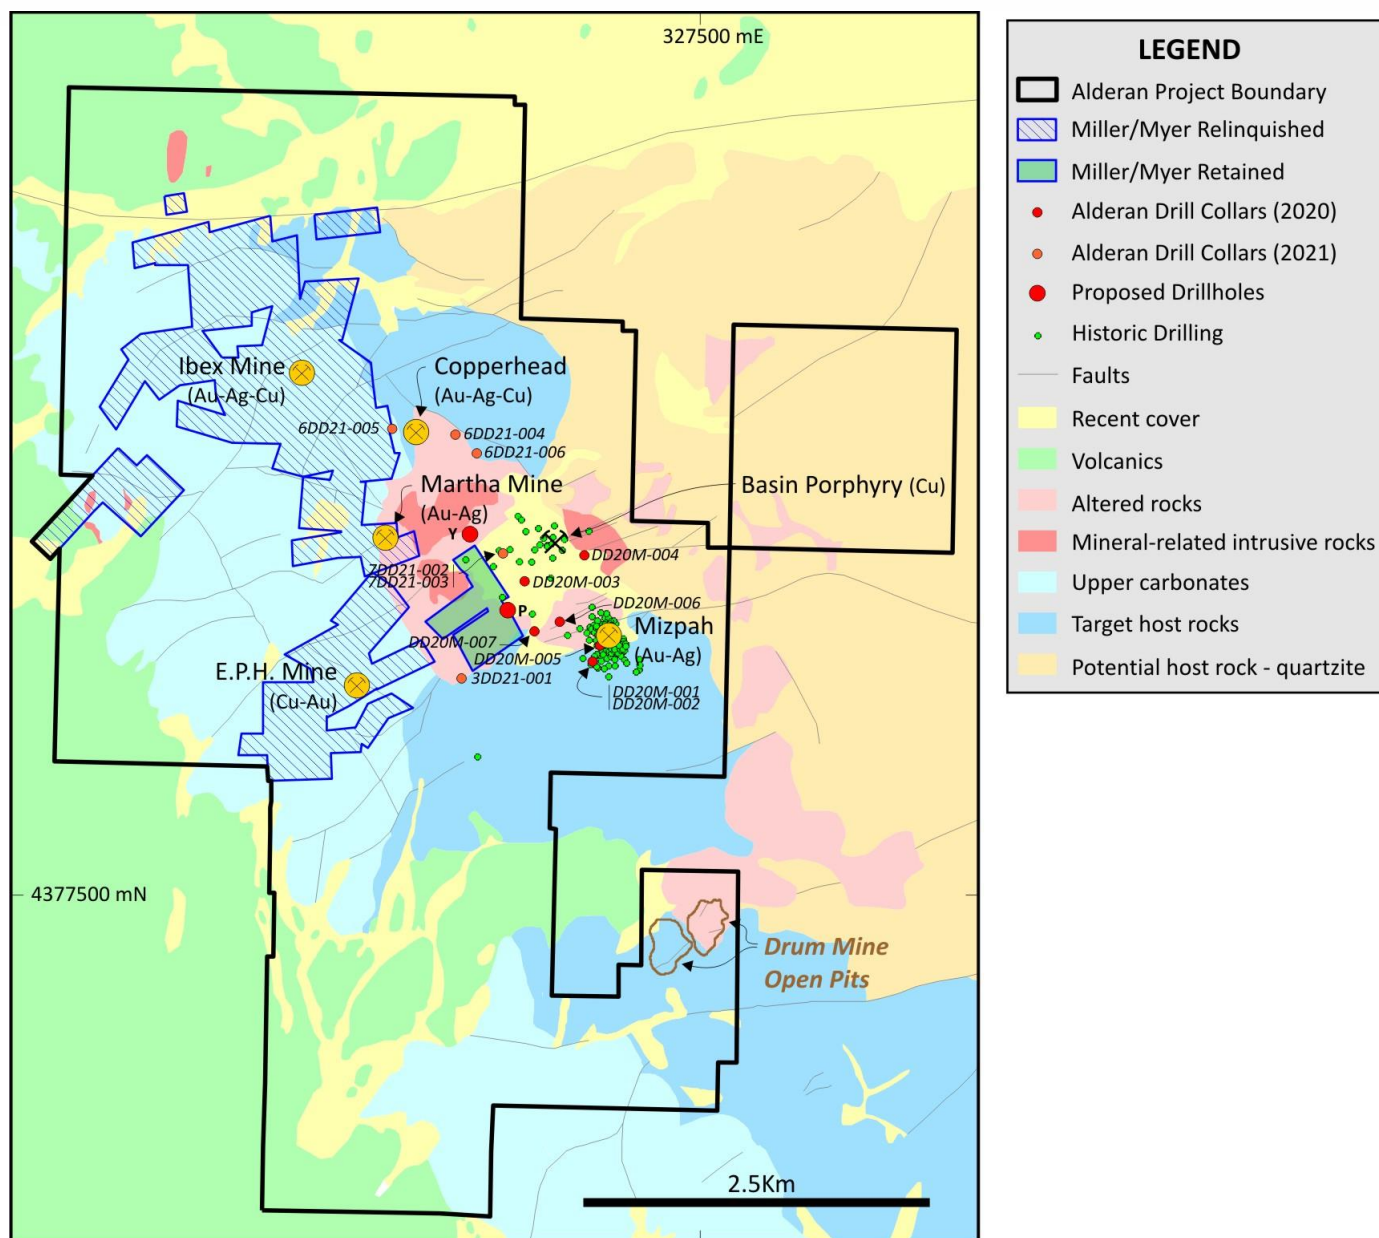 327500 mE
Ibex Mine
(Au-Ag-Cu)
Copperhead
(Au-Ag-Cu)
6DD21-005
6DD21-004
6DD21-006
Martha Mine
(Au-Ag)
Basin Porphyry (Cu)
Y
7DD21-002
7DD21-003
DD20M-004
DD20M-003
DD20M-006
P
DD20M-007
DD20M-005
Mizpah
(Au-Ag)
E.P.H. Mine
(Cu-Au)
3DD21-001
DD20M-001
DD20M-002
4377500 mN
Drum Mine
Open Pits
2.5Km
LEGEND
Alderan Project Boundary
Miller/Myer Relinquished
Miller/Myer Retained
Alderan Drill Collars (2020)
Alderan Drill Collars (2021)
Proposed Drillholes
Historic Drilling
Faults
Recent cover
Volcanics
Altered rocks
Mineral-related intrusive rocks
Upper carbonates
Target host rocks
Potential host rock - quartzite